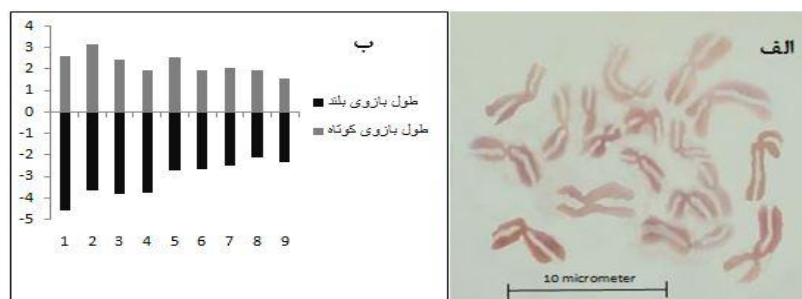 ب
4
3
2
1
0
-1
-2
-3
-4
-5
1 2 3 4 5 6 7 8 9
طول بازوی بلند
طول بازوی کوتاه
الف
10 micrometer